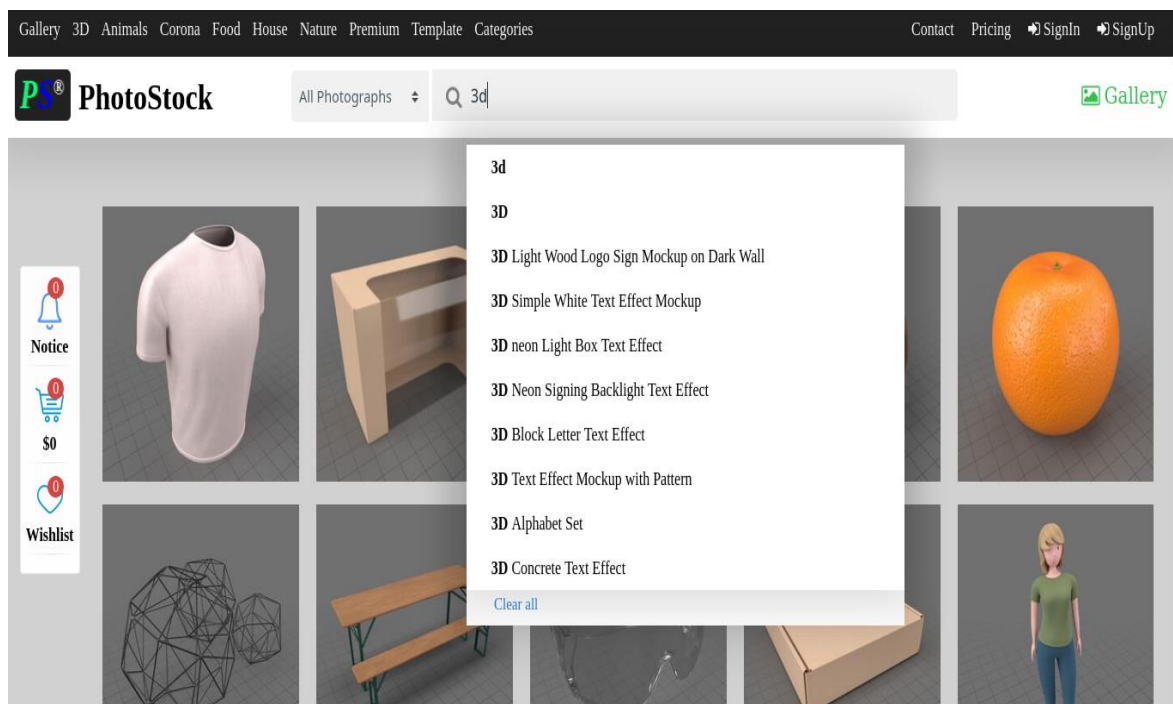 Gallery 3D Animals Corona Food House Nature Premium Template Categories Contact Pricing SignIn SignUp
PS® PhotoStock All Photographs 3d Gallery
3d
3D
3D Light Wood Logo Sign Mockup on Dark Wall
3D Simple White Text Effect Mockup
3D neon Light Box Text Effect
3D Neon Signing Backlight Text Effect
3D Block Letter Text Effect
3D Text Effect Mockup with Pattern
3D Alphabet Set
3D Concrete Text Effect
Clear all
0
Notice
0
$0
0
Wishlist